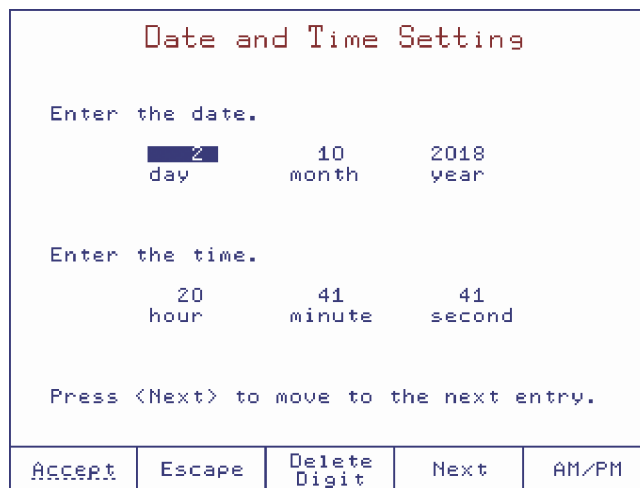 Date and Time Setting
Enter the date.
2 10 2018
day month year
Enter the time.
20 41 41
hour minute second
Press <Next> to move to the next entry.
Accept Escape Delete Digit Next AM/PM